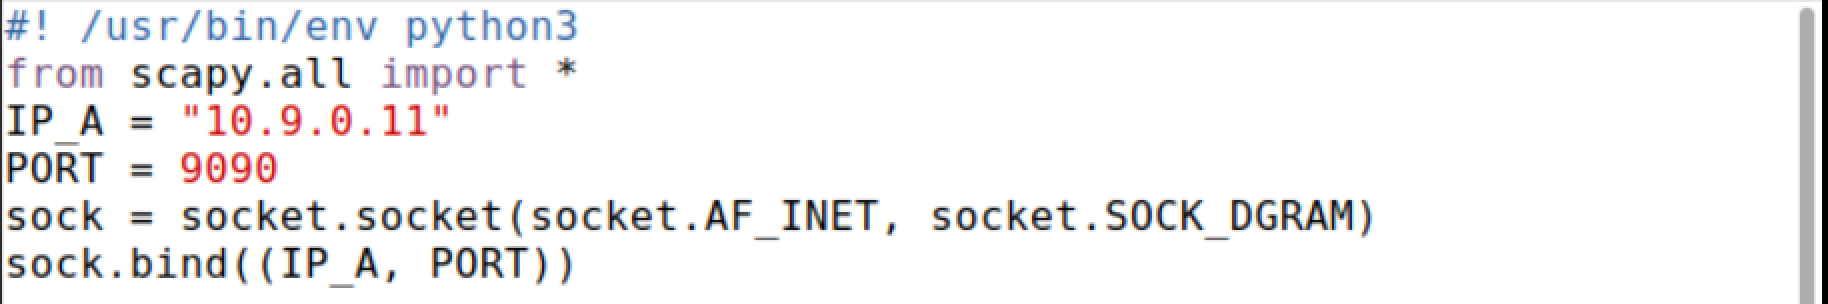 #! /usr/bin/env python3
from scapy.all import *
IP_A = "10.9.0.11"
PORT = 9090
sock = socket.socket(socket.AF_INET, socket.SOCK_DGRAM)
sock.bind((IP_A, PORT))